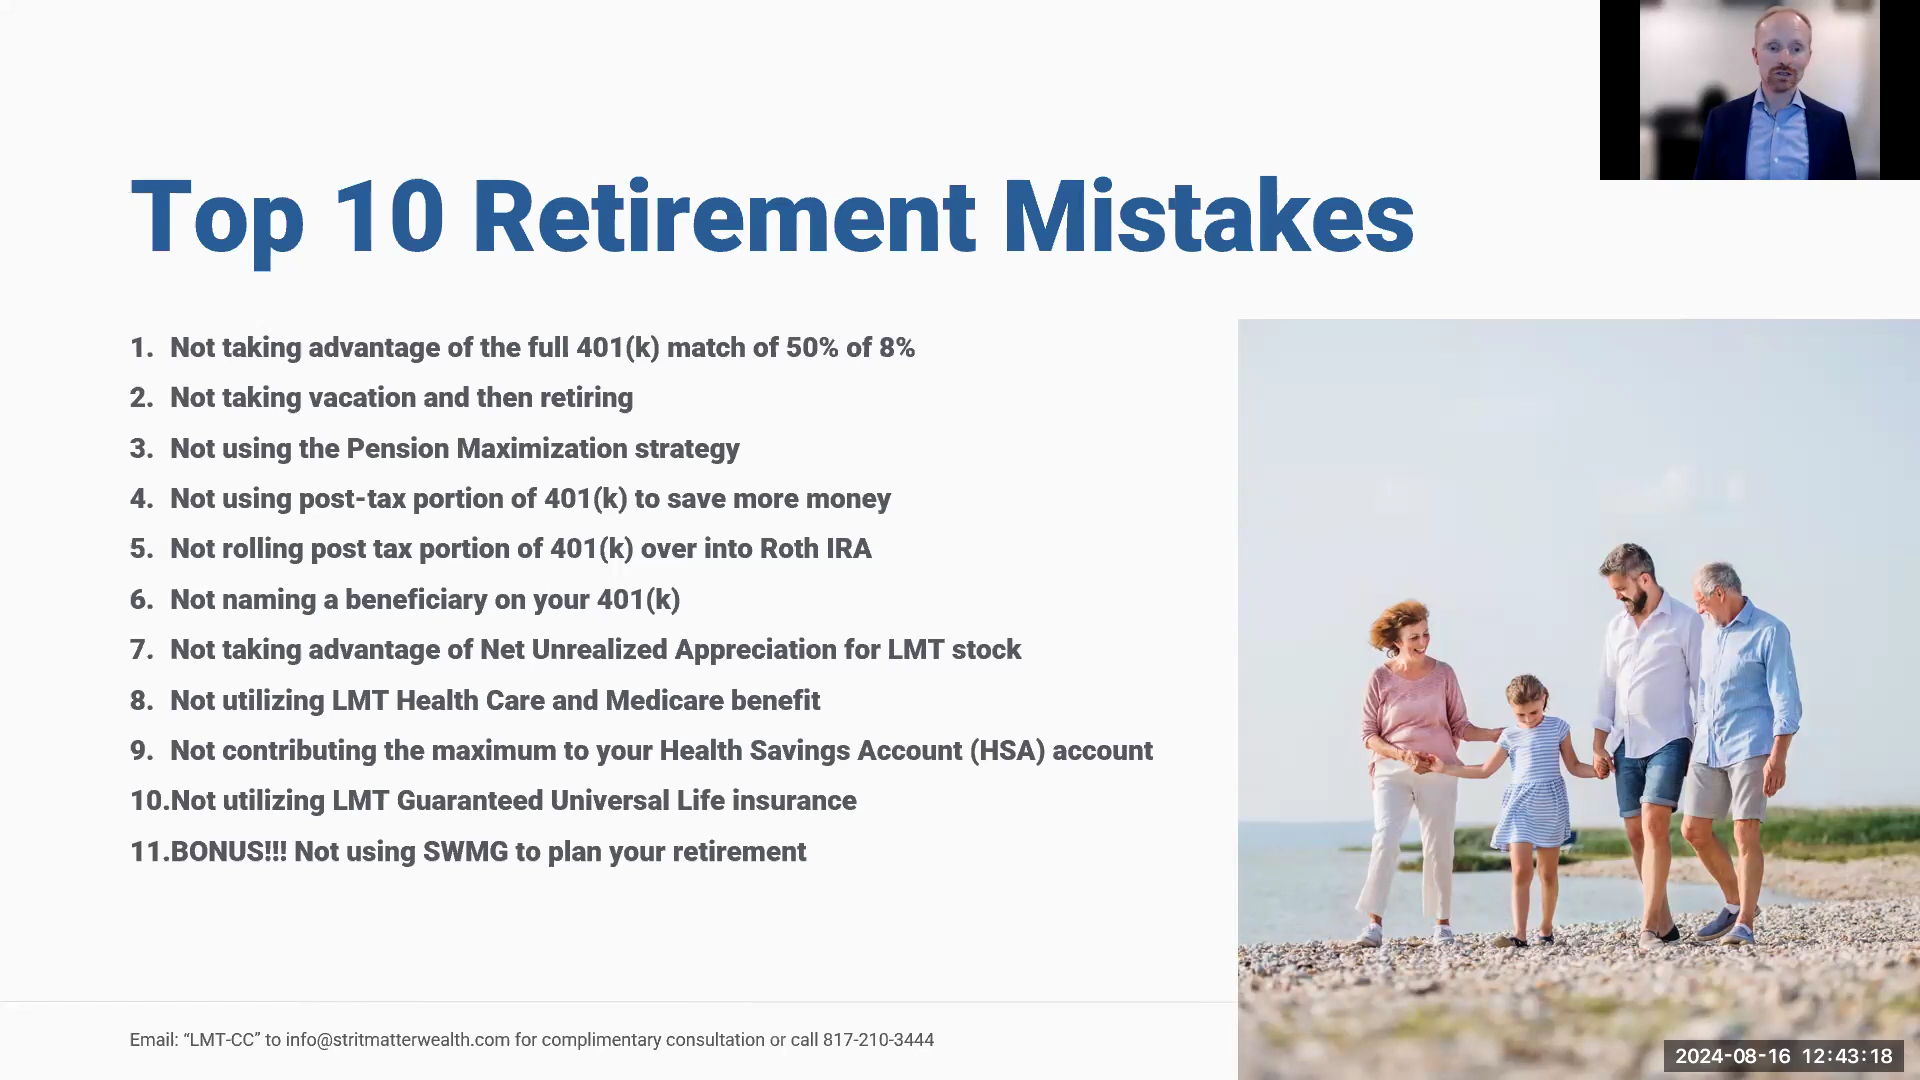 Top 10 Retirement Mistakes
1. Not taking advantage of the full 401(k) match of 50% of 8%
2. Not taking vacation and then retiring
3. Not using the Pension Maximization strategy
4. Not using post-tax portion of 401(k) to save more money
5. Not rolling post tax portion of 401(k) over into Roth IRA
6. Not naming a beneficiary on your 401(k)
7. Not taking advantage of Net Unrealized Appreciation for LMT stock
8. Not utilizing LMT Health Care and Medicare benefit
9. Not contributing the maximum to your Health Savings Account (HSA) account
10.Not utilizing LMT Guaranteed Universal Life insurance
11.BONUS!!! Not using SWMG to plan your retirement
Email: “LMT-CC” to info@stritmatterwealth.com for complimentary consultation or call 817-210-3444
2024-08-16 12:43:18